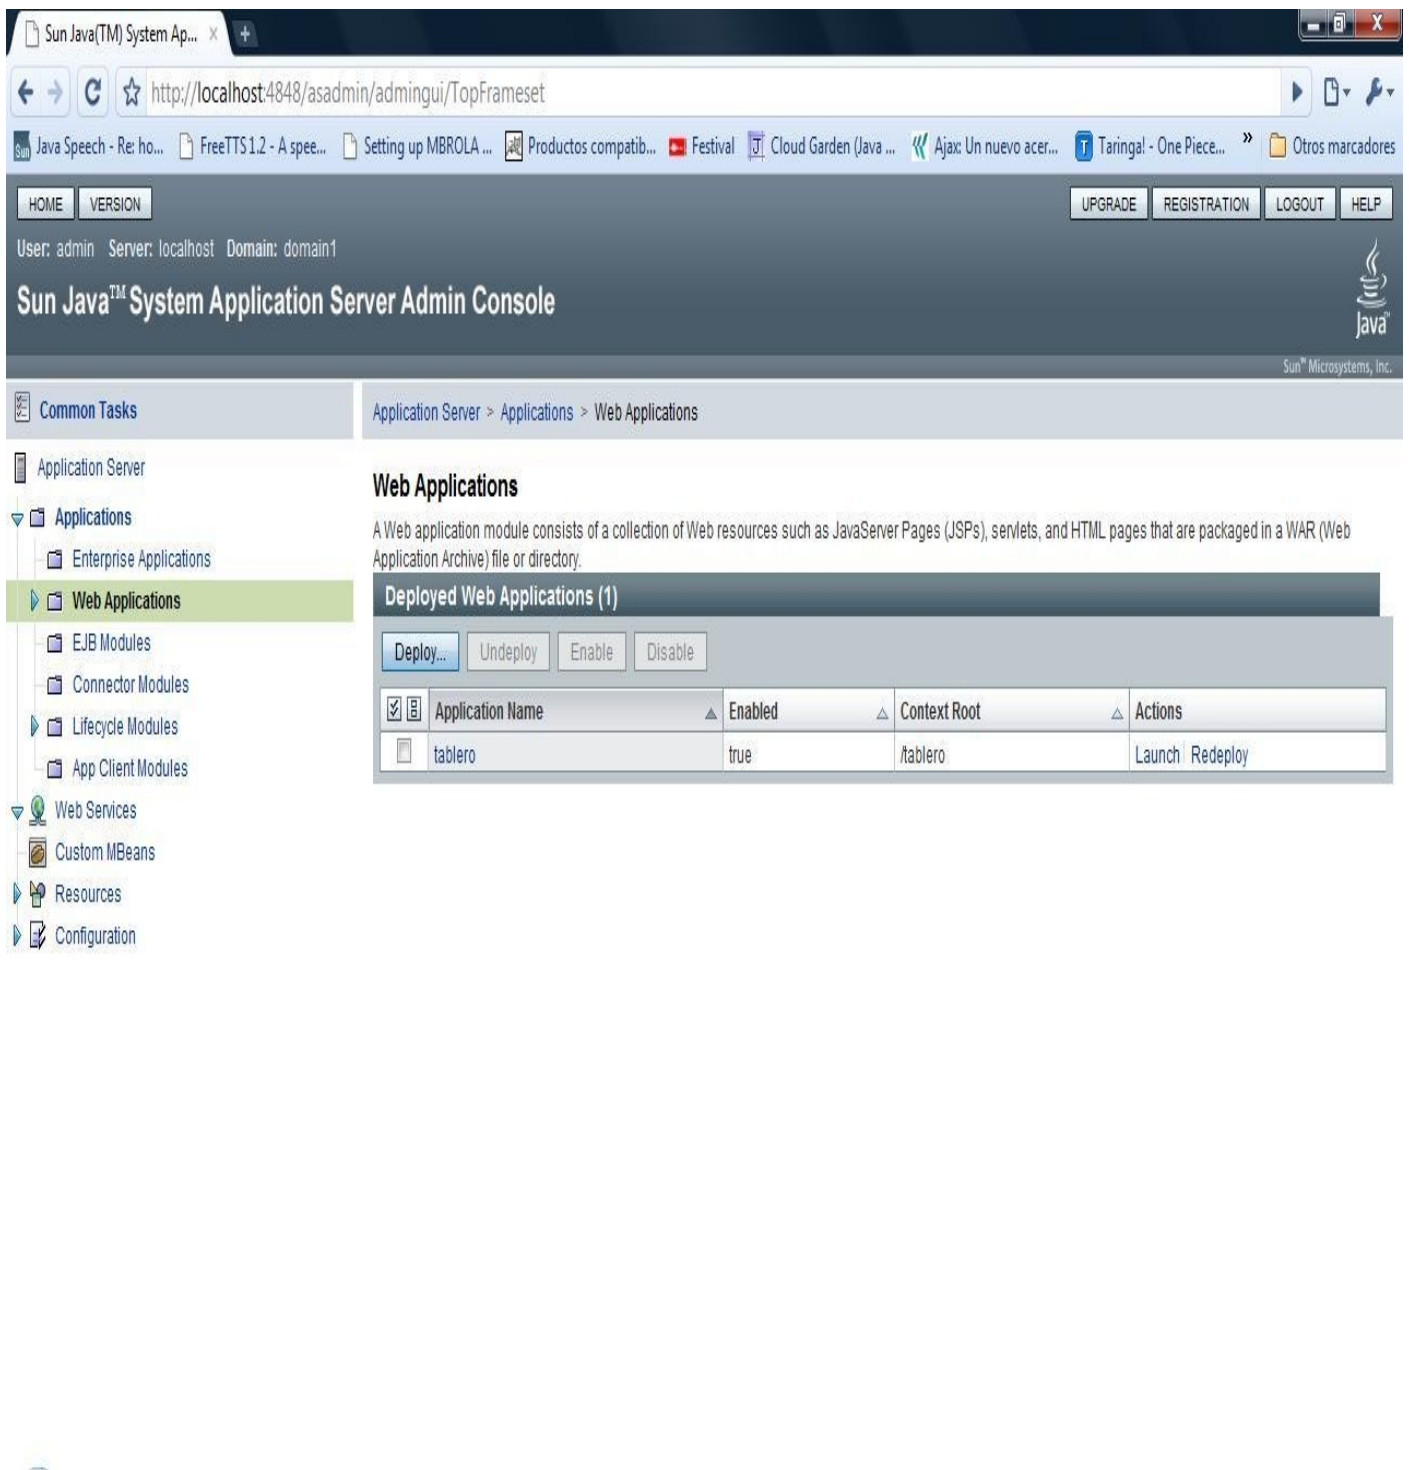 Sun Java(TM) System Ap...
http://localhost:4848/asadmin/admingui/TopFrameset
Java Speech - Re: ho... FreeTTS 1.2 - A spee... Setting up MBROLA ... Productos compatib... Festival Cloud Garden (Java ... Ajax: Un nuevo acer... Taringa! - One Piece... » Otros marcadores
HOME VERSION UPGRADE REGISTRATION LOGOUT HELP
User: admin Server: localhost Domain: domain1
Sun Java™ System Application Server Admin Console
Java™
Sun™ Microsystems, Inc.
Common Tasks
Application Server
Applications
Enterprise Applications
Web Applications
EJB Modules
Connector Modules
Lifecycle Modules
App Client Modules
Web Services
Custom MBeans
Resources
Configuration
Application Server > Applications > Web Applications
Web Applications
A Web application module consists of a collection of Web resources such as JavaServer Pages (JSPs), servlets, and HTML pages that are packaged in a WAR (Web
Application Archive) file or directory.
Deployed Web Applications (1)
Deploy... Undeploy Enable Disable
Application Name Enabled Context Root Actions
tablero true /tablero Launch Redeploy